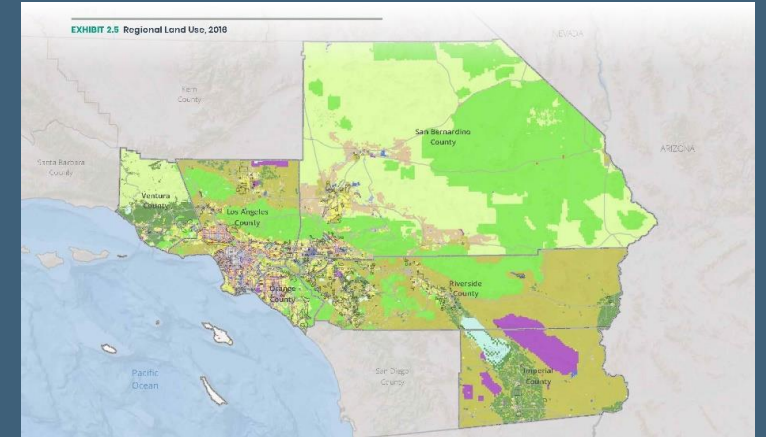 EXHIBIT 2.5 Regional Land Use, 2016
NEVADA
Kern
County
San Bernardino
County
ARIZONA
Santa Barbara
County
Ventura
County
Los Angeles
County
Orange
County
Riverside
County
Pacific
Ocean
San Diego
County
Imperial
County